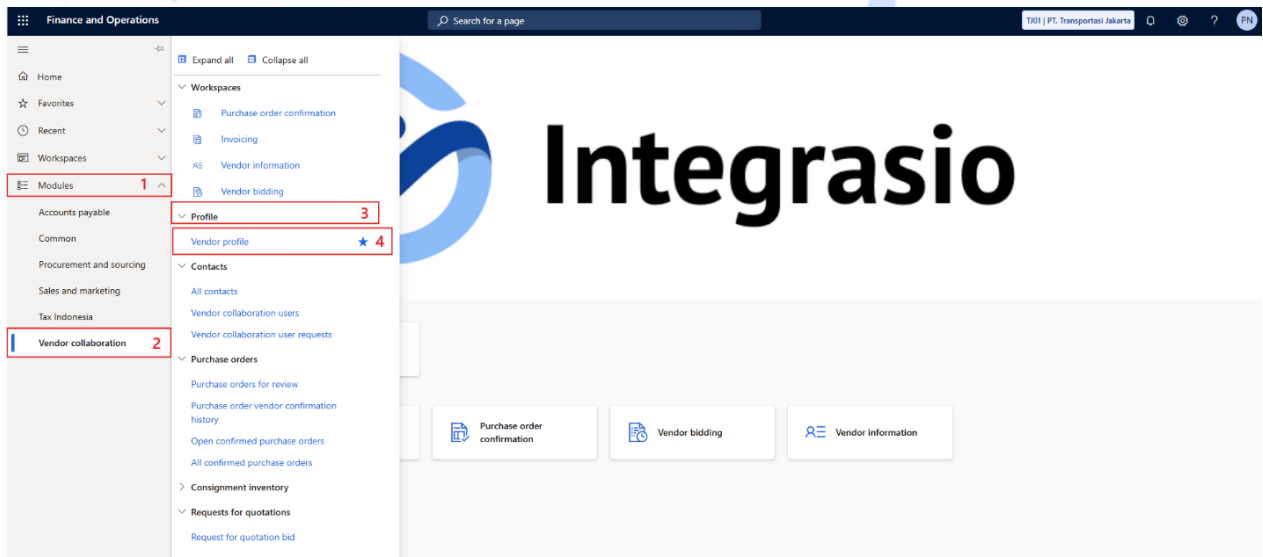 Finance and Operations
Search for a page
TJ01 | PT. Transportasi Jakarta
?
PN
Home
Favorites
Recent
Workspaces
Modules 1
Accounts payable
Common
Procurement and sourcing
Sales and marketing
Tax Indonesia
Vendor collaboration 2
Expand all
Collapse all
Workspaces
Purchase order confirmation
Invoicing
Vendor information
Vendor bidding
Profile 3
Vendor profile 4
Contacts
All contacts
Vendor collaboration users
Vendor collaboration user requests
Purchase orders
Purchase orders for review
Purchase order vendor confirmation
history
Open confirmed purchase orders
All confirmed purchase orders
Consignment inventory
Requests for quotations
Request for quotation bid
Integrasio
Purchase order
confirmation
Vendor bidding
Vendor information